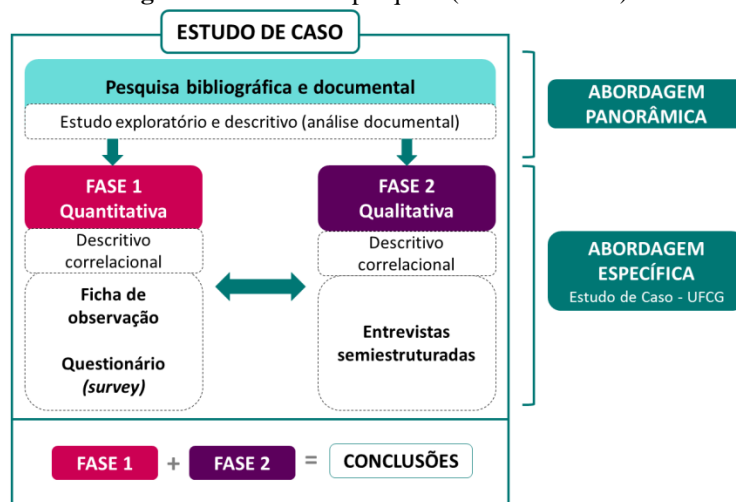 ESTUDO DE CASO
Pesquisa bibliográfica e documental
Estudo exploratório e descritivo (análise documental)
ABORDAGEM
PANORÂMICA
FASE 1
Quantitativa
FASE 2
Qualitativa
Descritivo
correlacional
Descritivo
correlacional
Ficha de
observação
Questionário
(survey)
Entrevistas
semiestruturadas
ABORDAGEM
ESPECÍFICA
Estudo de Caso - UFCG
FASE 1 + FASE 2 = CONCLUSÕES